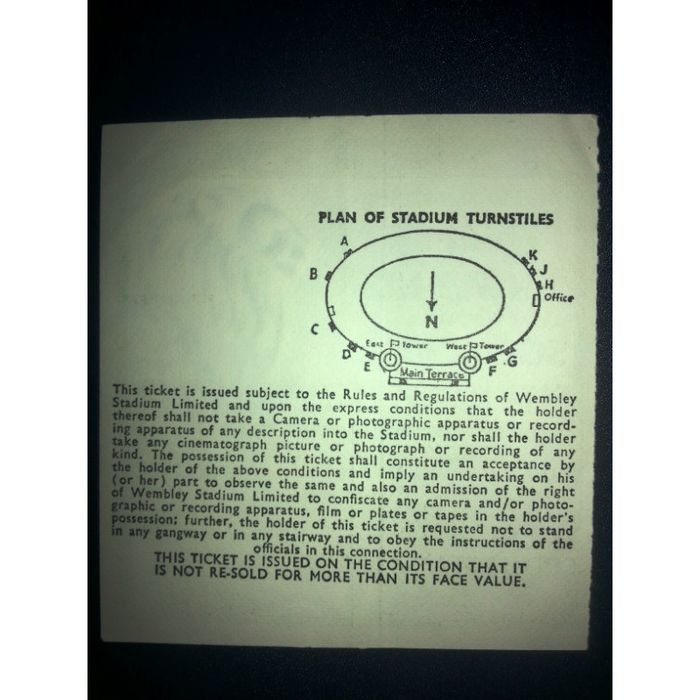 PLAN OF STADIUM TURNSTILES
A
K
B
J
H
Office
N
C
East Tower
West Tower
D
E
F
G
Main Terrace
This ticket is issued subject to the Rules and Regulations of Wembley
Stadium Limited and upon the express conditions that the holder
thereof shall not take a Camera or photographic apparatus or record-
ing apparatus of any description into the Stadium, nor shall the holder
take any cinematograph picture or photograph or recording of any
kind. The possession of this ticket shall constitute an acceptance by
the holder of the above conditions and imply an undertaking on his
(or her) part to observe the same and also an admission of the right
of Wembley Stadium Limited to confiscate any camera and/or photo-
graphic or recording apparatus, film or plates or tapes in the holder's
possession: further, the holder of this ticket is requested not to stand
in any gangway or in any stairway and to obey the instructions of the
officials in this connection.
THIS TICKET IS ISSUED ON THE CONDITION THAT IT
IS NOT RE-SOLD FOR MORE THAN ITS FACE VALUE.